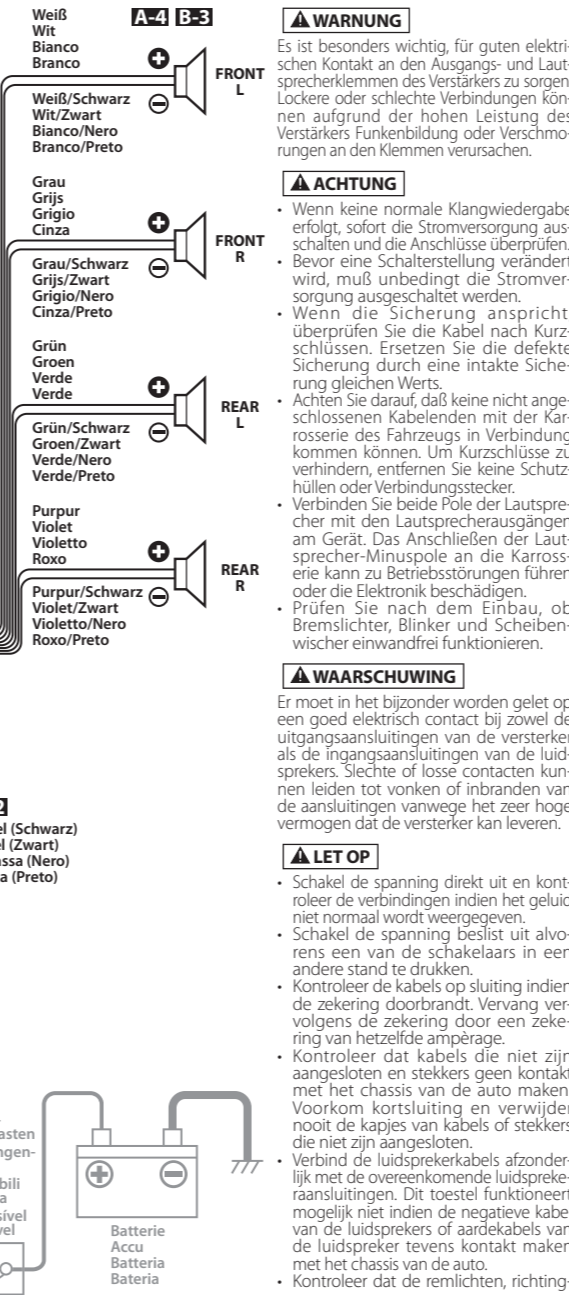 A-4 B-3
Weiß
Wit
Bianco
Branco
FRONT
L
Weiß/Schwarz
Wit/Zwart
Bianco/Nero
Branco/Preto
Grau
Grijs
Grigio
Cinza
FRONT
R
Grau/Schwarz
Grijs/Zwart
Grigio/Nero
Cinza/Preto
Grün
Groen
Verde
Verde
REAR
L
Grün/Schwarz
Groen/Zwart
Verde/Nero
Verde/Preto
Purpur
Violet
Violetto
Roxo
REAR
R
Purpur/Schwarz
Violet/Zwart
Violetto/Nero
Roxo/Preto
(Schwarz)
(Zwart)
(Nero)
(Preto)
Batterie
Accu
Batteria
Bateria
WARNUNG
Es ist besonders wichtig, für guten elektri-
schen Kontakt an den Ausgangs- und Laut-
sprecherklemmen des Verstärkers zu sorgen
Lockere oder schlechte Verbindungen kön-
nen aufgrund der hohen Leistung des
Verstärkers Funkenbildung oder Verschmo-
rungen an den Klemmen verursachen.
ACHTUNG
• Wenn keine normale Klangwiedergabe
erfolgt, sofort die Stromversorgung aus-
schalten und die Anschlüsse überprüfen.
• Bevor eine Schalterstellung verändert
wird, muß unbedingt die Stromver-
sorgung ausgeschaltet werden.
• Wenn die Sicherung anspricht
überprüfen Sie die Kabel nach Kurz-
schlüssen. Ersetzen Sie die defekte
Sicherung durch eine intakte Siche-
rung gleichen Werts.
• Achten Sie darauf, daß keine nicht ange-
schlossenen Kabelenden mit der Kar-
rosserie des Fahrzeugs in Verbindung
kommen können. Um Kurzschlüsse zu
verhindern, entfernen Sie keine Schutz-
hüllen oder Verbindungsstecker.
• Verbinden Sie beide Pole der Lautspre-
cher mit den Lautsprecherausgängen
am Gerät. Das Anschließen der Laut-
sprecher-Minuspole an die Karross-
erie kann zu Betriebsstörungen führen
oder die Elektronik beschädigen.
• Prüfen Sie nach dem Einbau, ob
Bremslichter, Blinker und Scheiben-
wischer einwandfrei funktionieren.
WAARSCHUWING
Er moet in het bijzonder worden gelet op
een goed elektrisch contact bij zowel de
uitgangsaansluitingen van de versterker
als de ingangsaansluitingen van de luid-
sprekers. Slechte of losse contacten kun-
nen leiden tot vonken of inbranden van
de aansluitingen vanwege het zeer hoge
vermogen dat de versterker kan leveren.
LET OP
• Schakel de spanning direkt uit en kont-
roleer de verbindingen indien het geluid
niet normaal wordt weergegeven.
• Schakel de spanning beslist uit alvo-
rens een van de schakelaars in een
andere stand te drukken.
• Kontroleer de kabels op sluiting indien
de zekering doorbrandt. Vervang ver-
volgens de zekering door een zeke-
ring van hetzelfde ampèrage.
• Kontroleer dat kabels die niet zijn
aangesloten en stekkers geen kontakt
met het chassis van de auto maken
Voorkom kortsluiting en verwijder
nooit de kapjes van kabels of stekkers
die niet zijn aangesloten.
• Verbind de luidsprekerkabels afzonder-
lijk met de overeenkomende luidspreke-
raansluitingen. Dit toestel funktioneert
mogelijk niet indien de negatieve kabel
van de luidsprekers of aardekabels van
de luidspreker tevens kontakt maken
met het chassis van de auto.
• Kontroleer dat de remlichten, richting-